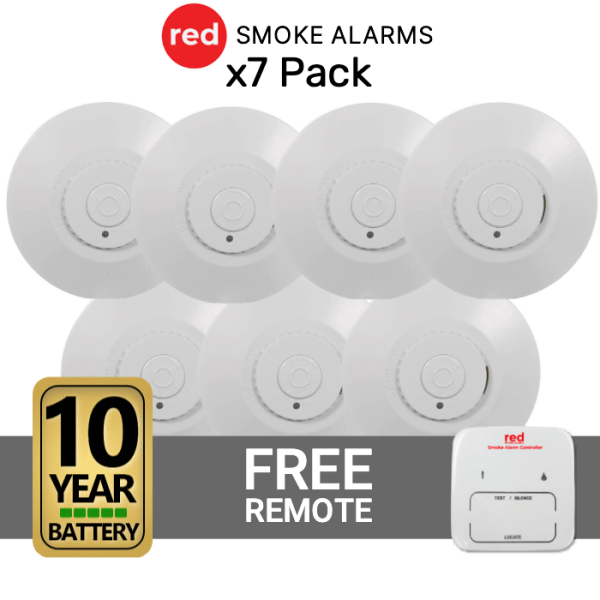 red SMOKE ALARMS
x7 Pack
10
YEAR
BATTERY
FREE
REMOTE
red
Smoke Alarm Controller
TEST / SILENCE
LOCATE